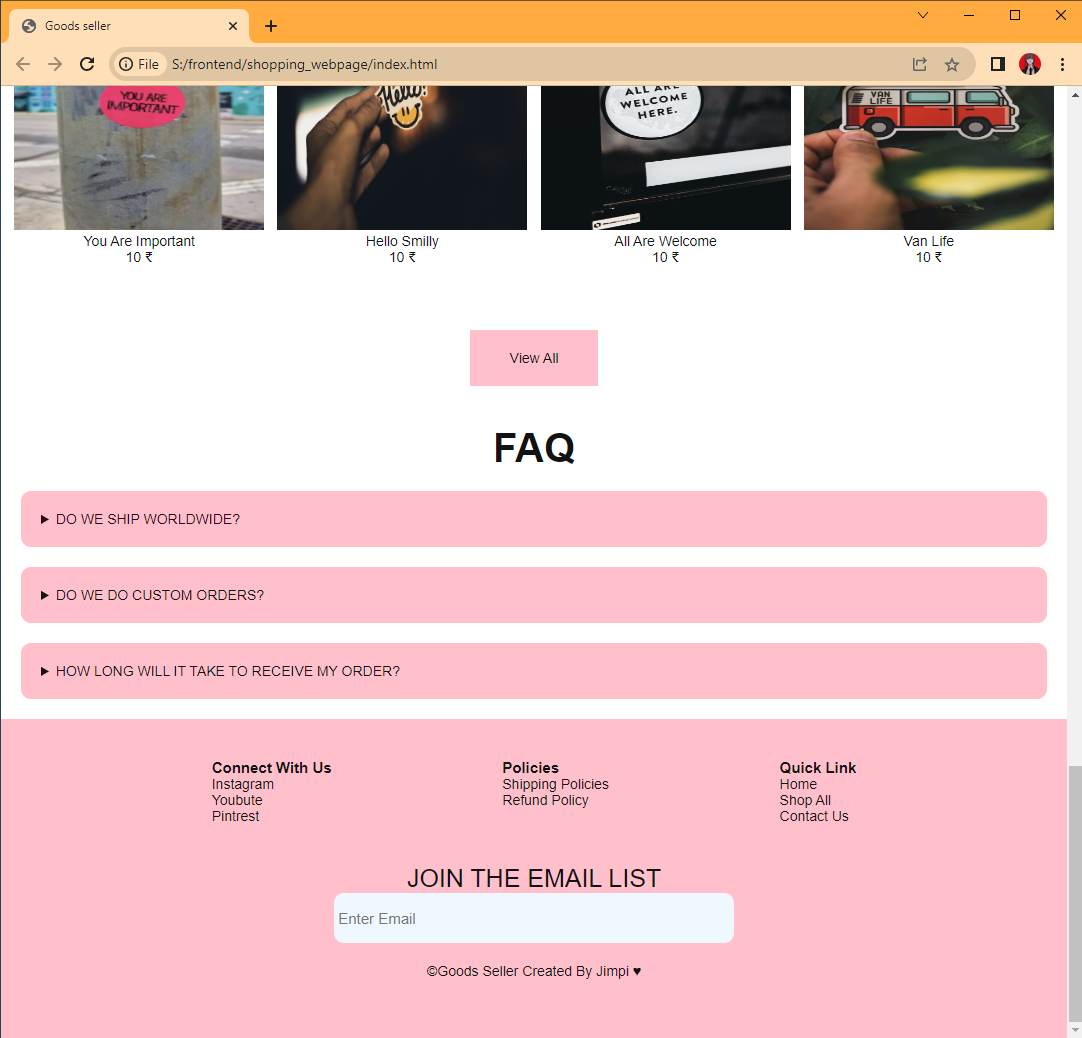 Goods seller
File S:/frontend/shopping_webpage/index.html
YOU ARE
IMPORTANT
Hello!
ALL ARE
WELCOME
HERE.
VAN
LIFE
You Are Important
10 ₹
Hello Smilly
10 ₹
All Are Welcome
10 ₹
Van Life
10 ₹
View All
FAQ
DO WE SHIP WORLDWIDE?
DO WE DO CUSTOM ORDERS?
HOW LONG WILL IT TAKE TO RECEIVE MY ORDER?
Connect With Us
Instagram
Youbute
Pintrest
Policies
Shipping Policies
Refund Policy
Quick Link
Home
Shop All
Contact Us
JOIN THE EMAIL LIST
Enter Email
©Goods Seller Created By Jimpi ♥